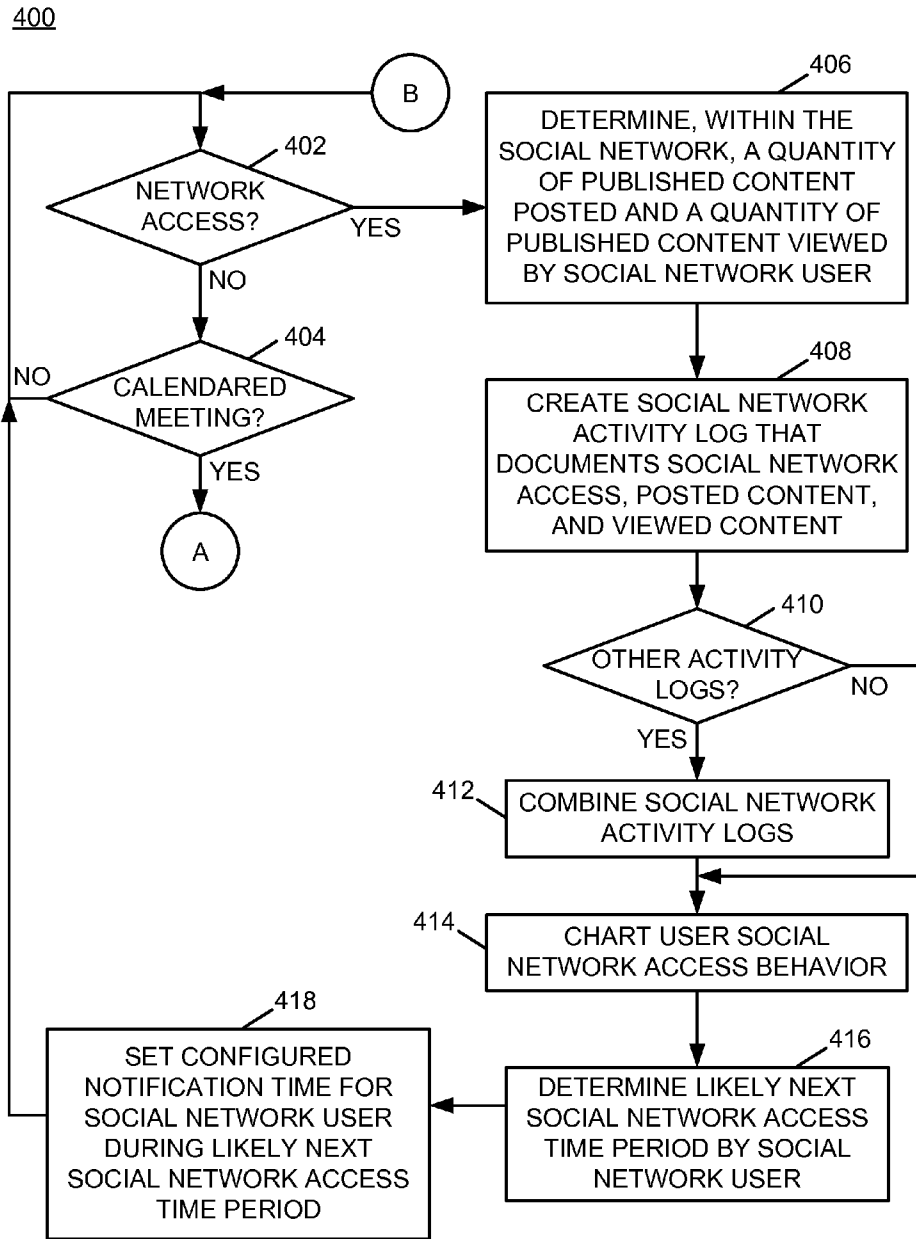 400
B
402
NETWORK
ACCESS?
YES
NO
404
CALENDARED
MEETING?
NO
YES
A
406
DETERMINE, WITHIN THE
SOCIAL NETWORK, A QUANTITY
OF PUBLISHED CONTENT
POSTED AND A QUANTITY OF
PUBLISHED CONTENT VIEWED
BY SOCIAL NETWORK USER
408
CREATE SOCIAL NETWORK
ACTIVITY LOG THAT
DOCUMENTS SOCIAL NETWORK
ACCESS, POSTED CONTENT,
AND VIEWED CONTENT
410
OTHER ACTIVITY
LOGS?
NO
YES
412
COMBINE SOCIAL NETWORK
ACTIVITY LOGS
414
CHART USER SOCIAL
NETWORK ACCESS BEHAVIOR
416
DETERMINE LIKELY NEXT
SOCIAL NETWORK ACCESS
TIME PERIOD BY SOCIAL
NETWORK USER
418
SET CONFIGURED
NOTIFICATION TIME FOR
SOCIAL NETWORK USER
DURING LIKELY NEXT
SOCIAL NETWORK ACCESS
TIME PERIOD